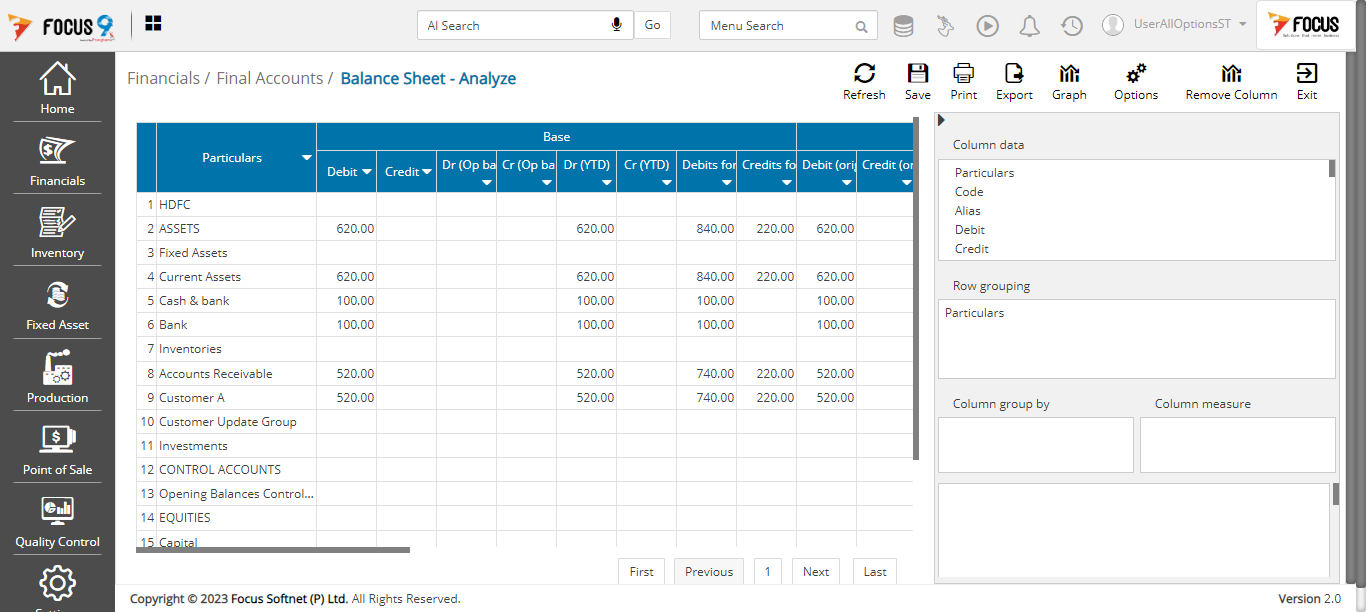 FOCUS 9
AI Search
Go
Menu Search
UserAllOptionsST
FOCUS
Home
Financials
Inventory
Fixed Asset
Production
Point of Sale
Quality Control
Financials / Final Accounts / Balance Sheet - Analyze
Refresh Save Print Export Graph Options Remove Column Exit
Base
Particulars Debit Credit Dr (Op ba Cr (Op ba Dr (YTD) Cr (YTD) Debits for Credits fo Debit (orig Credit (or
1 HDFC
2 ASSETS 620.00 620.00 840.00 220.00 620.00
3 Fixed Assets
4 Current Assets 620.00 620.00 840.00 220.00 620.00
5 Cash & bank 100.00 100.00 100.00 100.00
6 Bank 100.00 100.00 100.00 100.00
7 Inventories
8 Accounts Receivable 520.00 520.00 740.00 220.00 520.00
9 Customer A 520.00 520.00 740.00 220.00 520.00
10 Customer Update Group
11 Investments
12 CONTROL ACCOUNTS
13 Opening Balances Control...
14 EQUITIES
15 Capital
First Previous 1 Next Last
Column data
Particulars
Code
Alias
Debit
Credit
Row grouping
Particulars
Column group by Column measure
Copyright © 2023 Focus Softnet (P) Ltd. All Rights Reserved.
Version 2.0